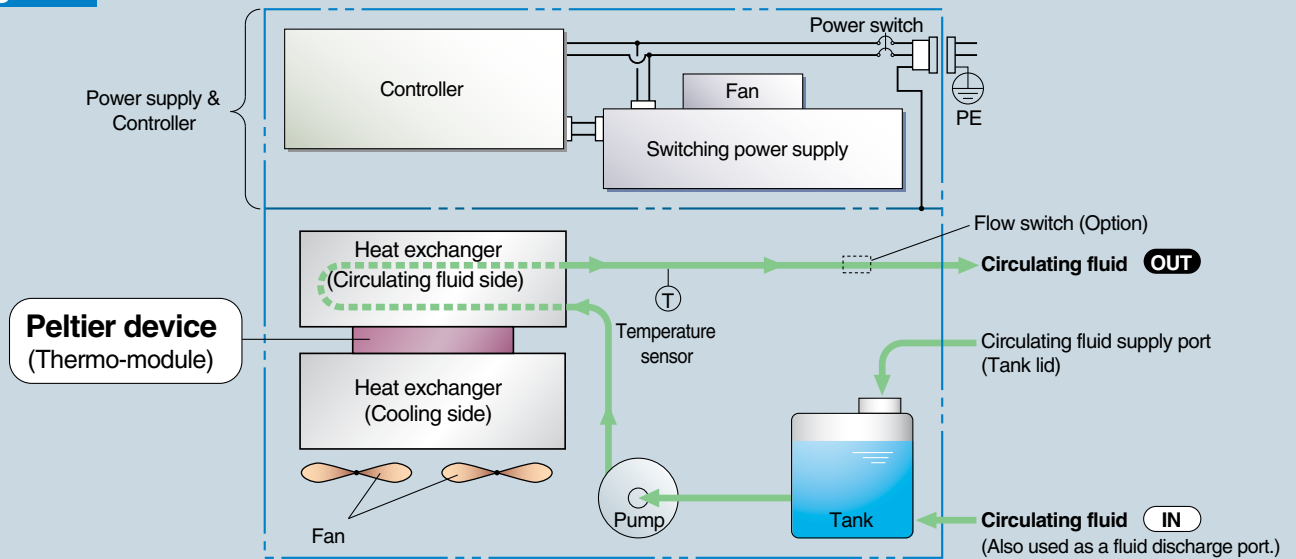 Power switch
Controller
Fan
Power supply &
Controller
PE
Switching power supply
Flow switch (Option)
Heat exchanger
(Circulating fluid side)
Circulating fluid OUT
T
Peltier device
(Thermo-module)
Temperature
sensor
Circulating fluid supply port
(Tank lid)
Heat exchanger
(Cooling side)
Fan
Pump
Tank
Circulating fluid IN
(Also used as a fluid discharge port.)